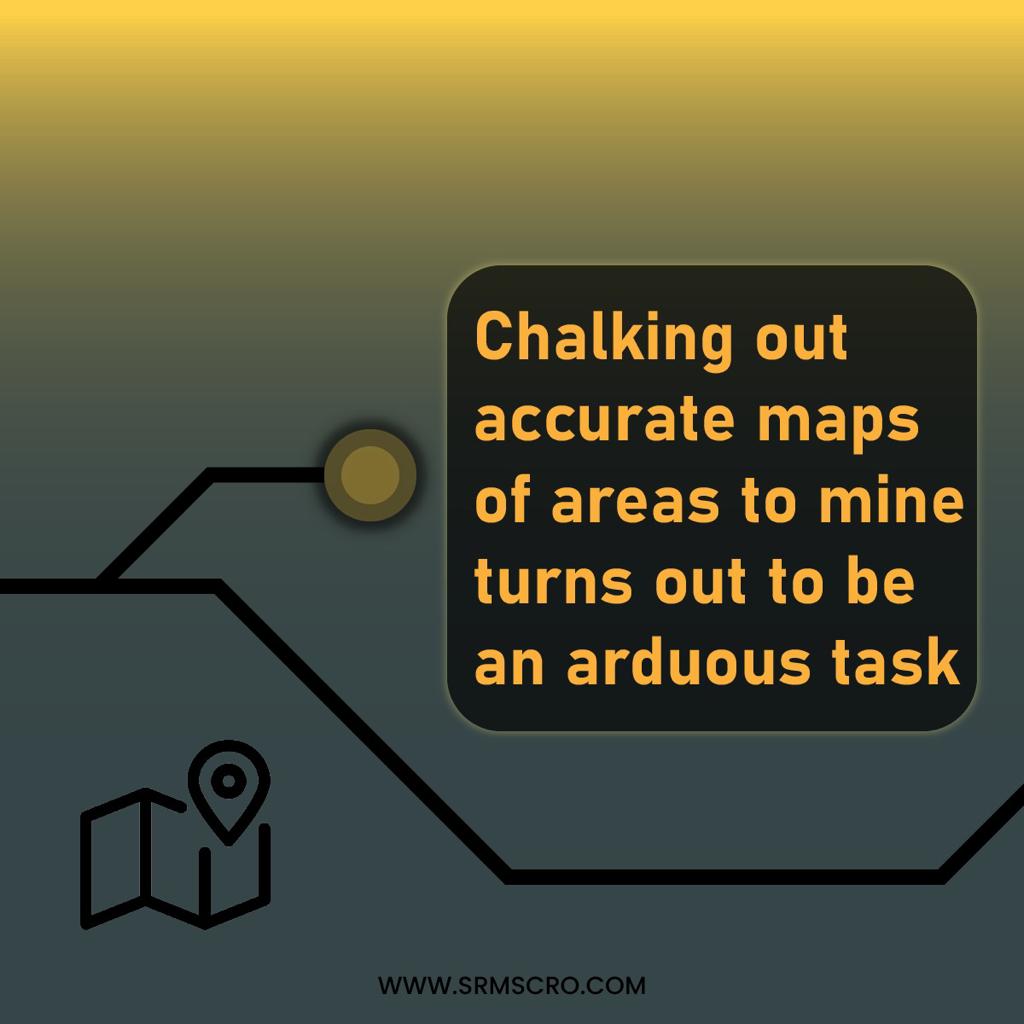 Chalking out
accurate maps
of areas to mine
turns out to be
an arduous task
WWW.SRMSCRO.COM